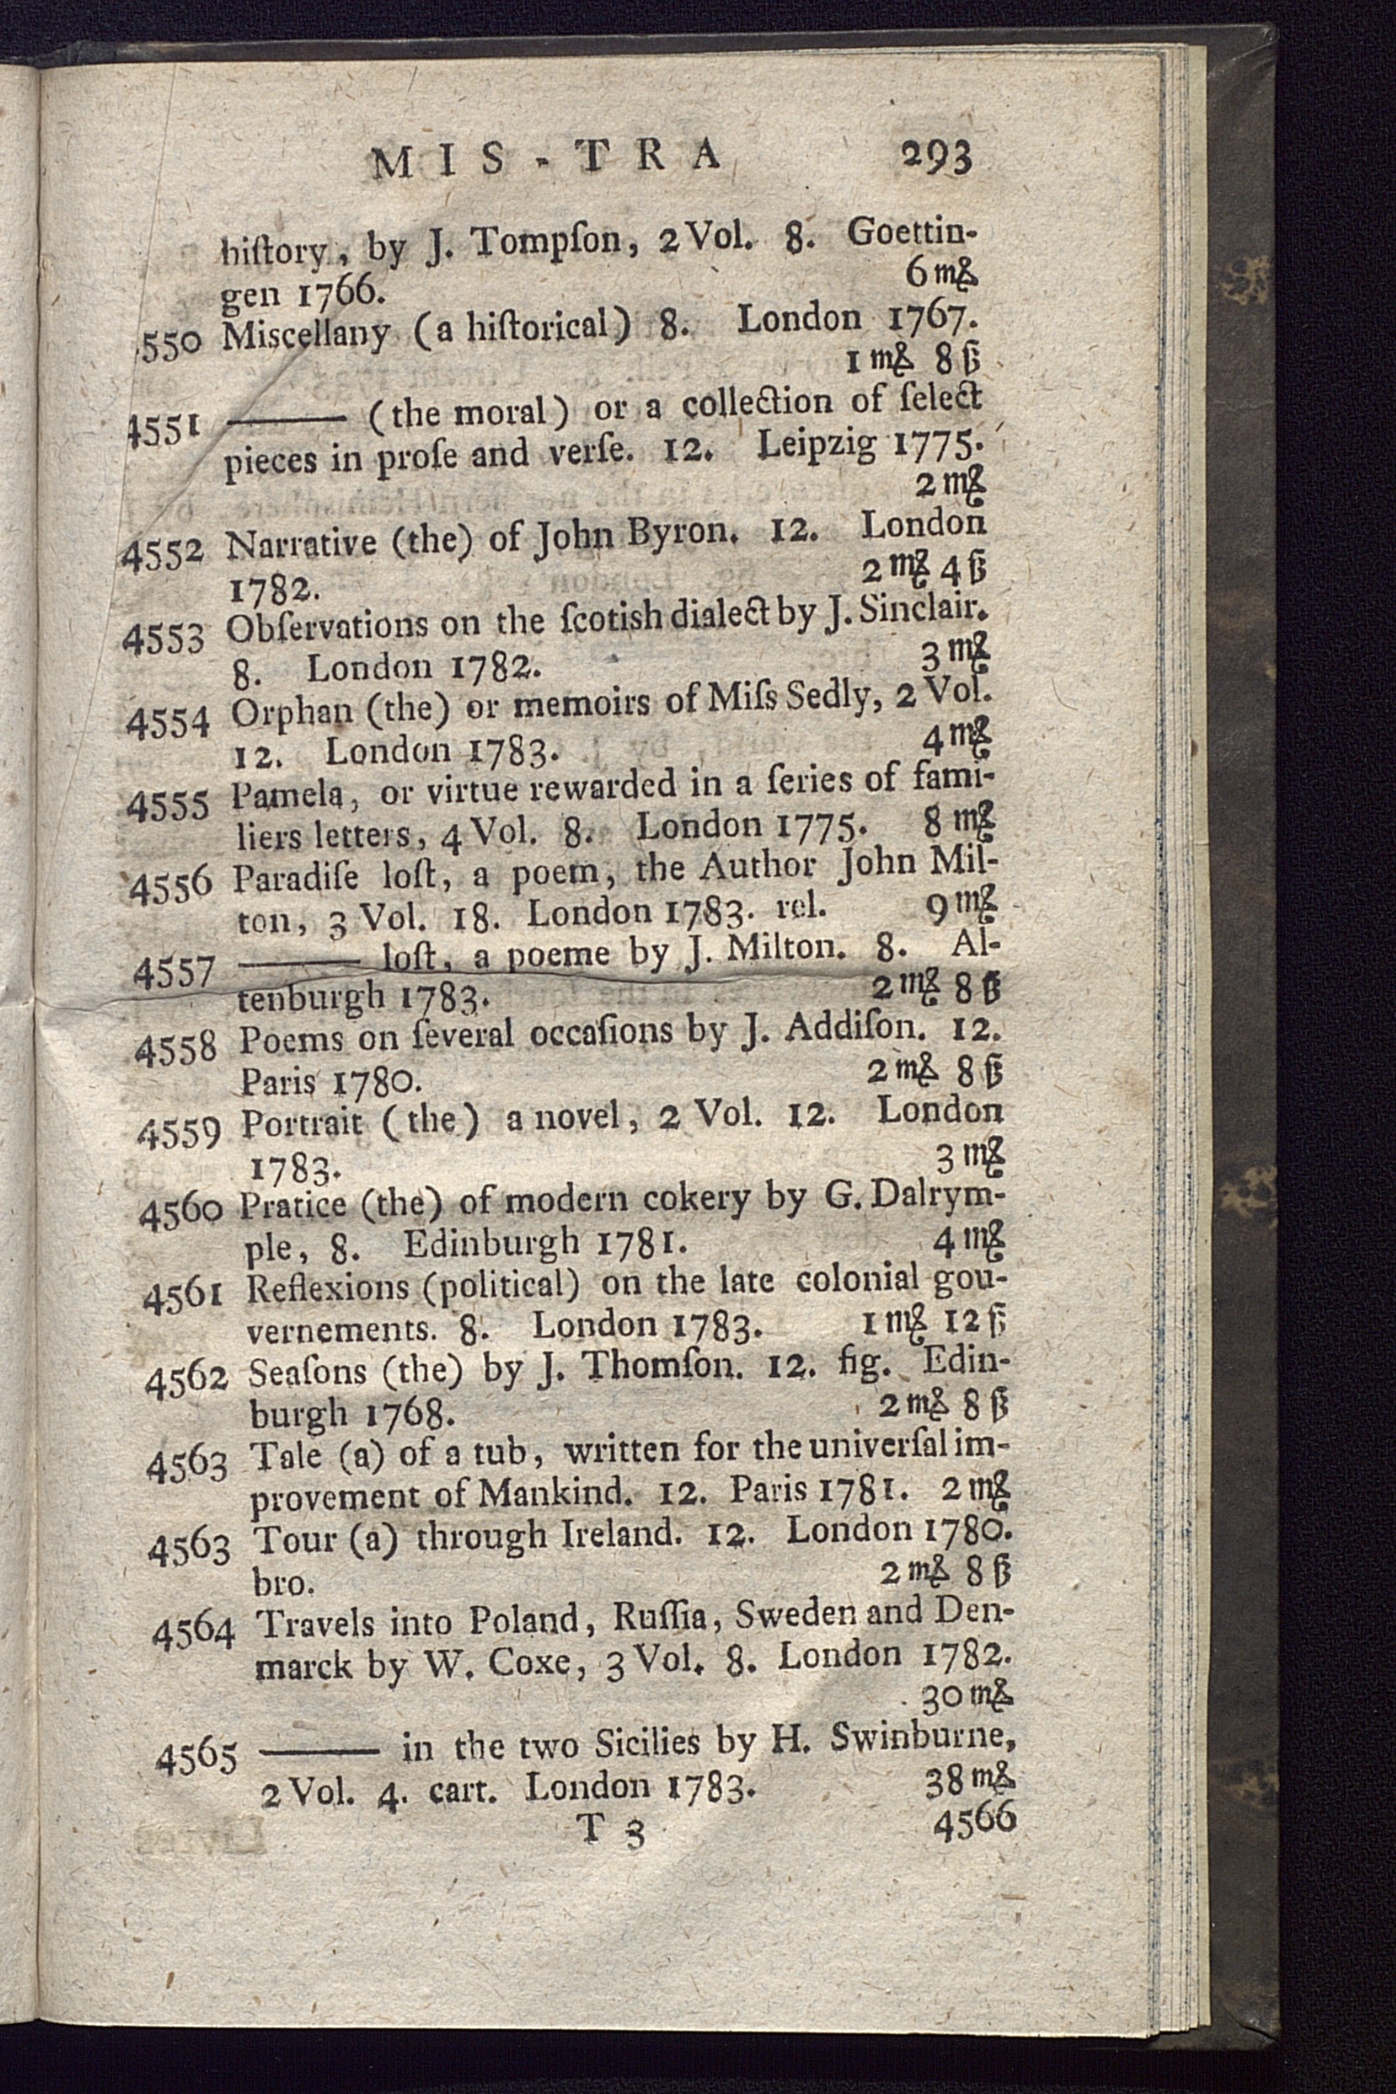 MIS-TRA 293
hiſtory, by J. Tompſon, 2 Vol. 8. Goettin-
gen 1766. 6 m₰
550 Miſcellany (a hiſtorical) 8. London 1767.
1 m₰ 8 ß
4551 ——— (the moral) or a collection of ſelect
pieces in proſe and verſe. 12. Leipzig 1775.
2 m₰
4552 Narrative (the) of John Byron. 12. London
1782. 2 m₰ 4 ß
4553 Obſervations on the ſcotish dialect by J. Sinclair.
8. London 1782. 3 m₰
4554 Orphan (the) or memoirs of Miſs Sedly, 2 Vol.
12. London 1783. 4 m₰
4555 Pamela, or virtue rewarded in a ſeries of fami-
liers letters, 4 Vol. 8. London 1775. 8 m₰
4556 Paradiſe loſt, a poem, the Author John Mil-
ton, 3 Vol. 18. London 1783. rel. 9 m₰
4557 ——— loſt, a poeme by J. Milton. 8. Al-
tenburgh 1783. 2 m₰ 8 ß
4558 Poems on ſeveral occaſions by J. Addiſon. 12.
Paris 1780. 2 m₰ 8 ß
4559 Portrait (the) a novel, 2 Vol. 12. London
1783. 3 m₰
4560 Pratice (the) of modern cokery by G. Dalrym-
ple, 8. Edinburgh 1781. 4 m₰
4561 Reflexions (political) on the late colonial gou-
vernements. 8. London 1783. 1 m₰ 12 ß
4562 Seaſons (the) by J. Thomſon. 12. fig. Edin-
burgh 1768. 2 m₰ 8 ß
4563 Tale (a) of a tub, written for the univerſal im-
provement of Mankind. 12. Paris 1781. 2 m₰
4563 Tour (a) through Ireland. 12. London 1780.
bro. 2 m₰ 8 ß
4564 Travels into Poland, Ruſſia, Sweden and Den-
marck by W. Coxe, 3 Vol. 8. London 1782.
30 m₰
4565 ——— in the two Sicilies by H. Swinburne,
2 Vol. 4. cart. London 1783. 38 m₰
T 3 4566